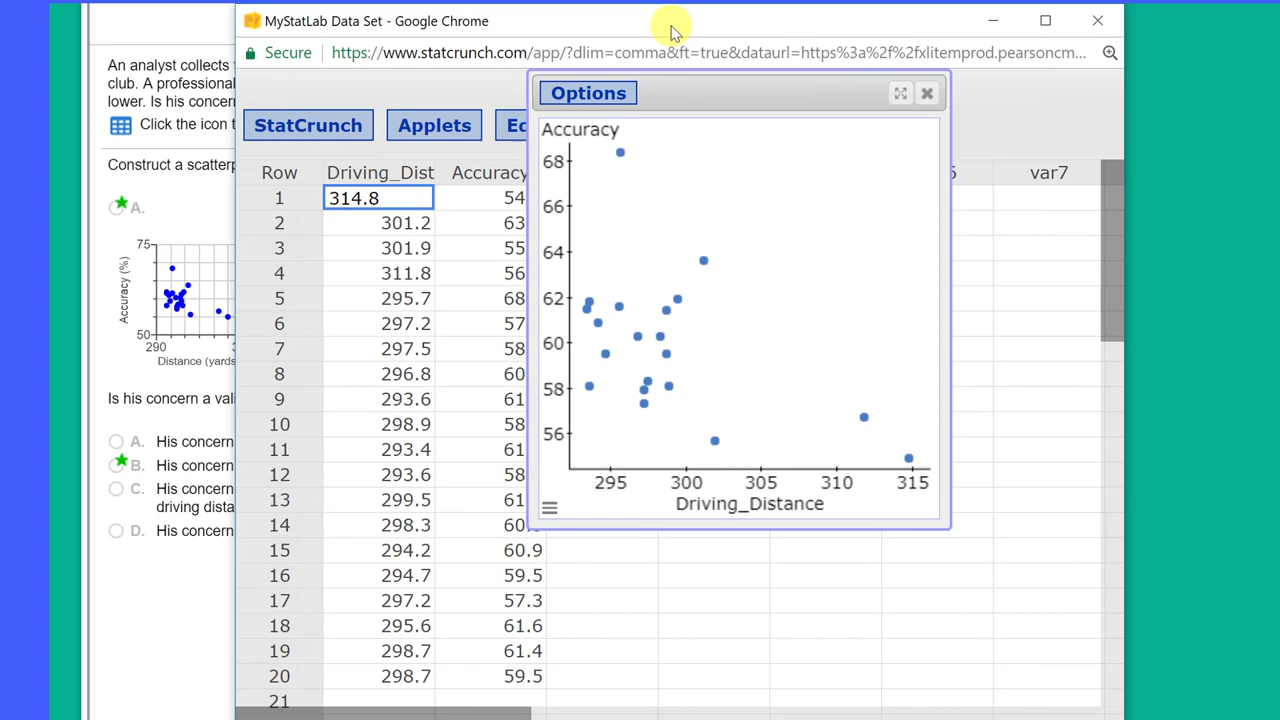 MyStatLab Data Set - Google Chrome
Secure https://www.statcrunch.com/app/?dlim=comma&ft=true&dataurl=https%3a%2f%2fxlitemprod.pearsoncm...
An analyst collects
club. A professional
lower. Is his concern
Click the icon
Construct a scatterp
A.
75
Accuracy (%)
50
290
Distance (yards
Is his concern a
A. His concern
B. His concern
C. His concern
driving dista
D. His concern
StatCrunch Applets
Row Driving_Dist Accuracy var7
1 314.8 54
2 301.2 63
3 301.9 55
4 311.8 56
5 295.7 68
6 297.2 57
7 297.5 58
8 296.8 60
9 293.6 61
10 298.9 58
11 293.4 61
12 293.6 58
13 299.5 61
14 298.3 60
15 294.2 60.9
16 294.7 59.5
17 297.2 57.3
18 295.6 61.6
19 298.7 61.4
20 298.7 59.5
21
Options
Accuracy
68
66
64
62
60
58
56
295 300 305 310 315
Driving_Distance